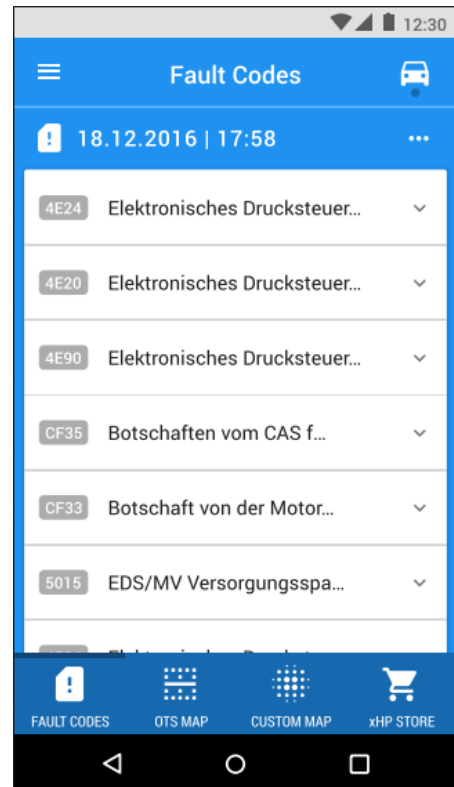 12:30
Fault Codes
18.12.2016 | 17:58
4E24 Elektronisches Drucksteuer...
4E20 Elektronisches Drucksteuer...
4E90 Elektronisches Drucksteuer...
CF35 Botschaften vom CAS f...
CF33 Botschaft von der Motor...
5015 EDS/MV Versorgungsspa...
FAULT CODES OTS MAP CUSTOM MAP xHP STORE